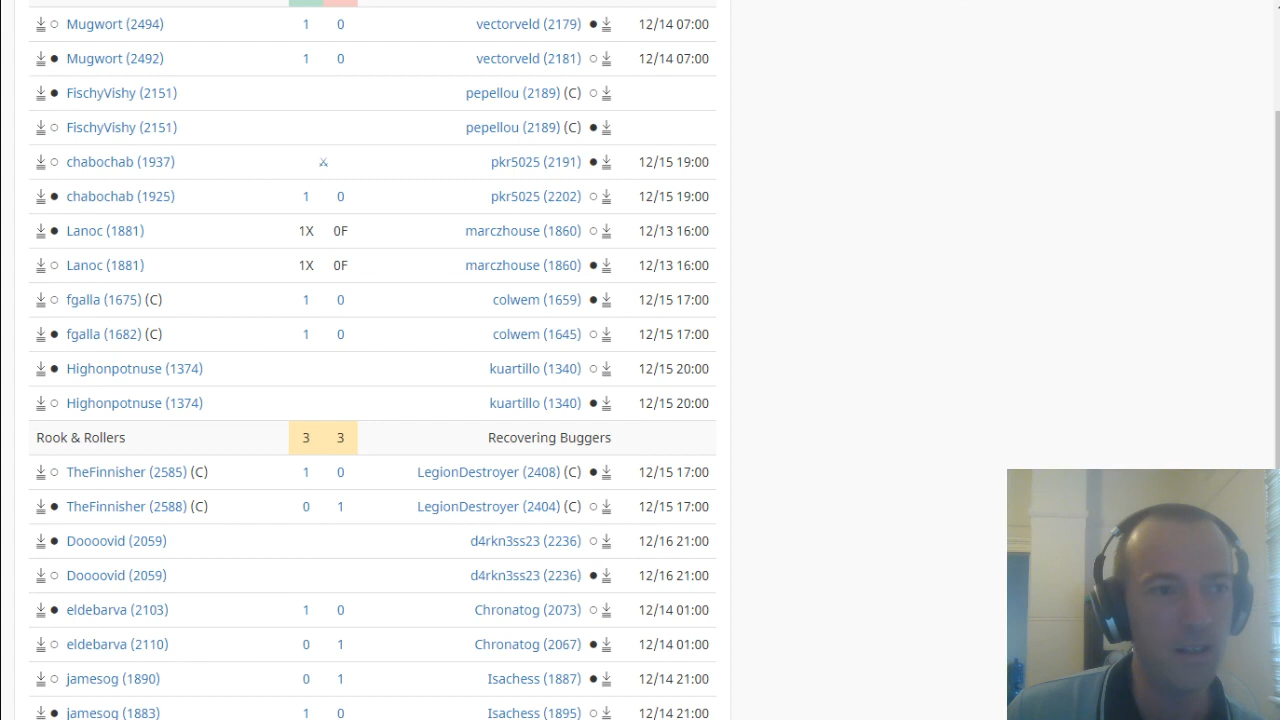 Mugwort (2494) 1 0 vectorveld (2179) 12/14 07:00
Mugwort (2492) 1 0 vectorveld (2181) 12/14 07:00
FischyVishy (2151) pepellou (2189) (C)
FischyVishy (2151) pepellou (2189) (C)
chabochab (1937) pkr5025 (2191) 12/15 19:00
chabochab (1925) 1 0 pkr5025 (2202) 12/15 19:00
Lanoc (1881) 1X 0F marczhouse (1860) 12/13 16:00
Lanoc (1881) 1X 0F marczhouse (1860) 12/13 16:00
fgalla (1675) (C) 1 0 colwem (1659) 12/15 17:00
fgalla (1682) (C) 1 0 colwem (1645) 12/15 17:00
Highonpotnuse (1374) kuartillo (1340) 12/15 20:00
Highonpotnuse (1374) kuartillo (1340) 12/15 20:00
Rook & Rollers 3 3 Recovering Buggers
TheFinnisher (2585) (C) 1 0 LegionDestroyer (2408) (C) 12/15 17:00
TheFinnisher (2588) (C) 0 1 LegionDestroyer (2404) (C) 12/15 17:00
Doooovid (2059) d4rkn3ss23 (2236) 12/16 21:00
Doooovid (2059) d4rkn3ss23 (2236) 12/16 21:00
eldebarva (2103) 1 0 Chronatog (2073) 12/14 01:00
eldebarva (2110) 0 1 Chronatog (2067) 12/14 01:00
jamesog (1890) 0 1 Isachess (1887) 12/14 21:00
jamesog (1883) 1 0 Isachess (1895) 12/14 21:00